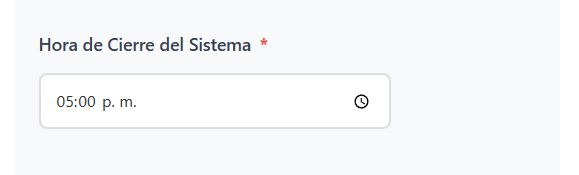 Hora de Cierre del Sistema *
05:00 p. m.